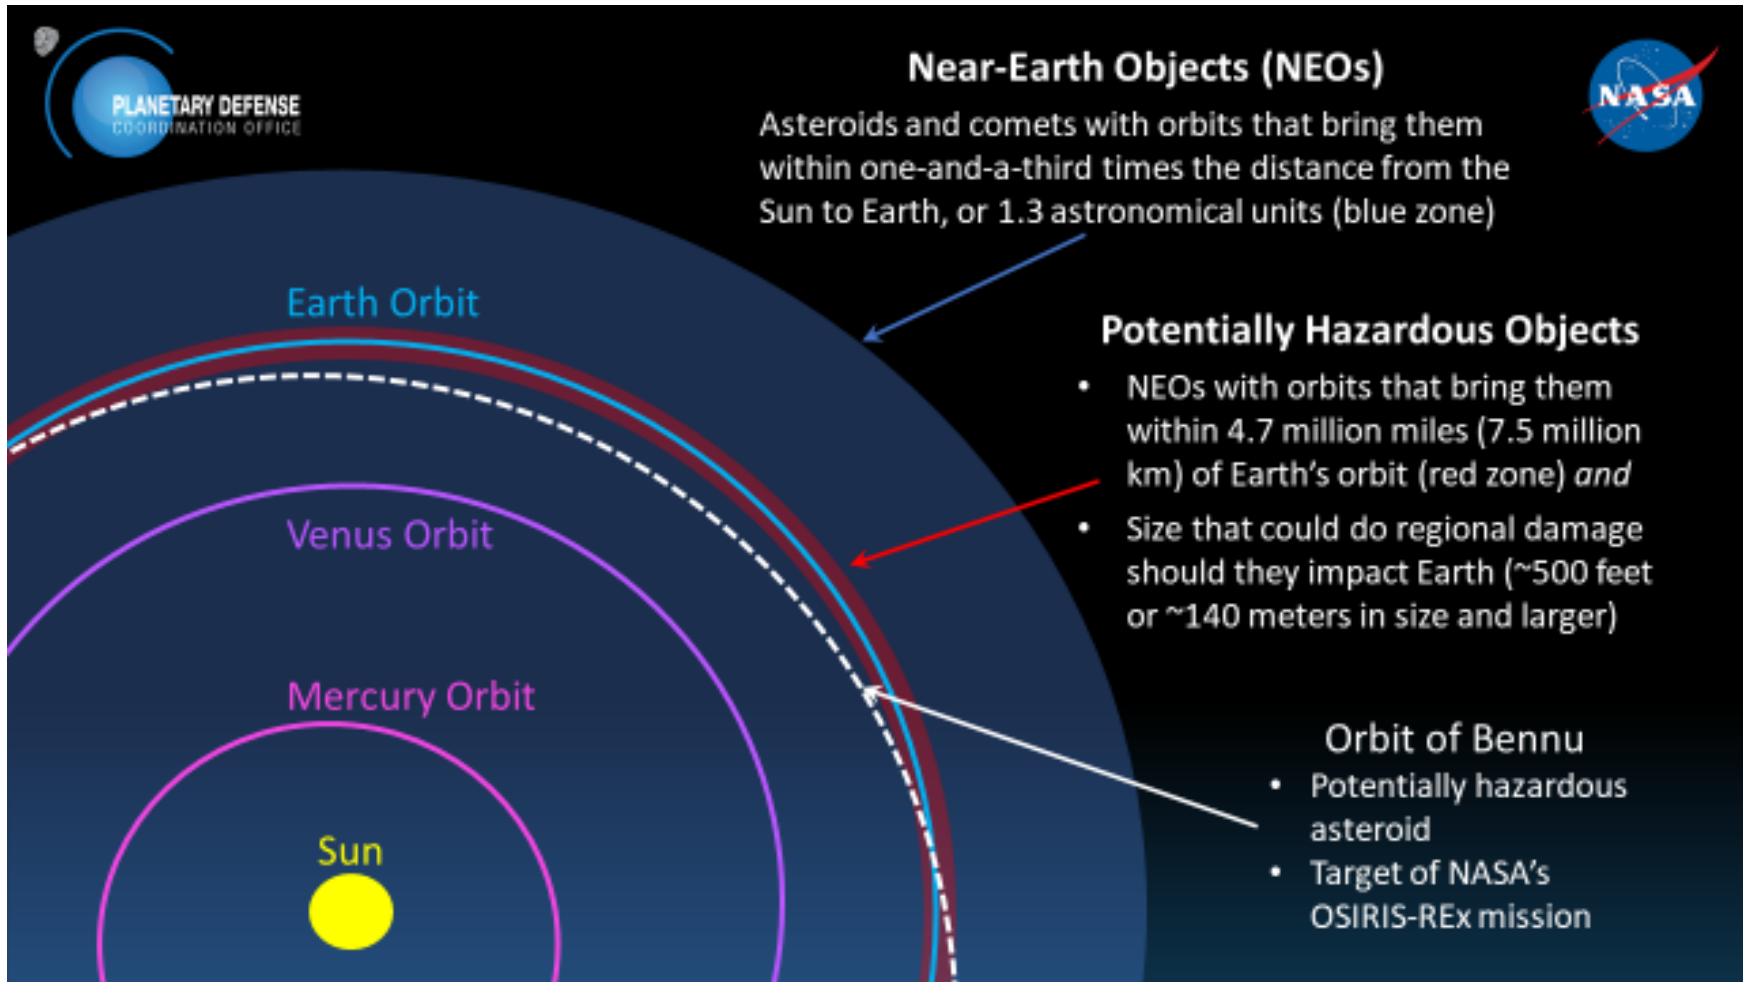 PLANETARY DEFENSE
COORDINATION OFFICE
Near-Earth Objects (NEOs)
Asteroids and comets with orbits that bring them
within one-and-a-third times the distance from the
Sun to Earth, or 1.3 astronomical units (blue zone)
NASA
Earth Orbit
Potentially Hazardous Objects
• NEOs with orbits that bring them
within 4.7 million miles (7.5 million
km) of Earth's orbit (red zone) and
• Size that could do regional damage
should they impact Earth (~500 feet
or ~140 meters in size and larger)
Venus Orbit
Mercury Orbit
Orbit of Bennu
• Potentially hazardous
asteroid
• Target of NASA's
OSIRIS-REx mission
Sun